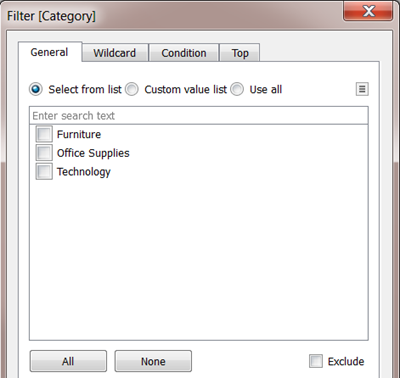 Filter [Category]
General Wildcard Condition Top
Select from list Custom value list Use all
Enter search text
Furniture
Office Supplies
Technology
All None Exclude